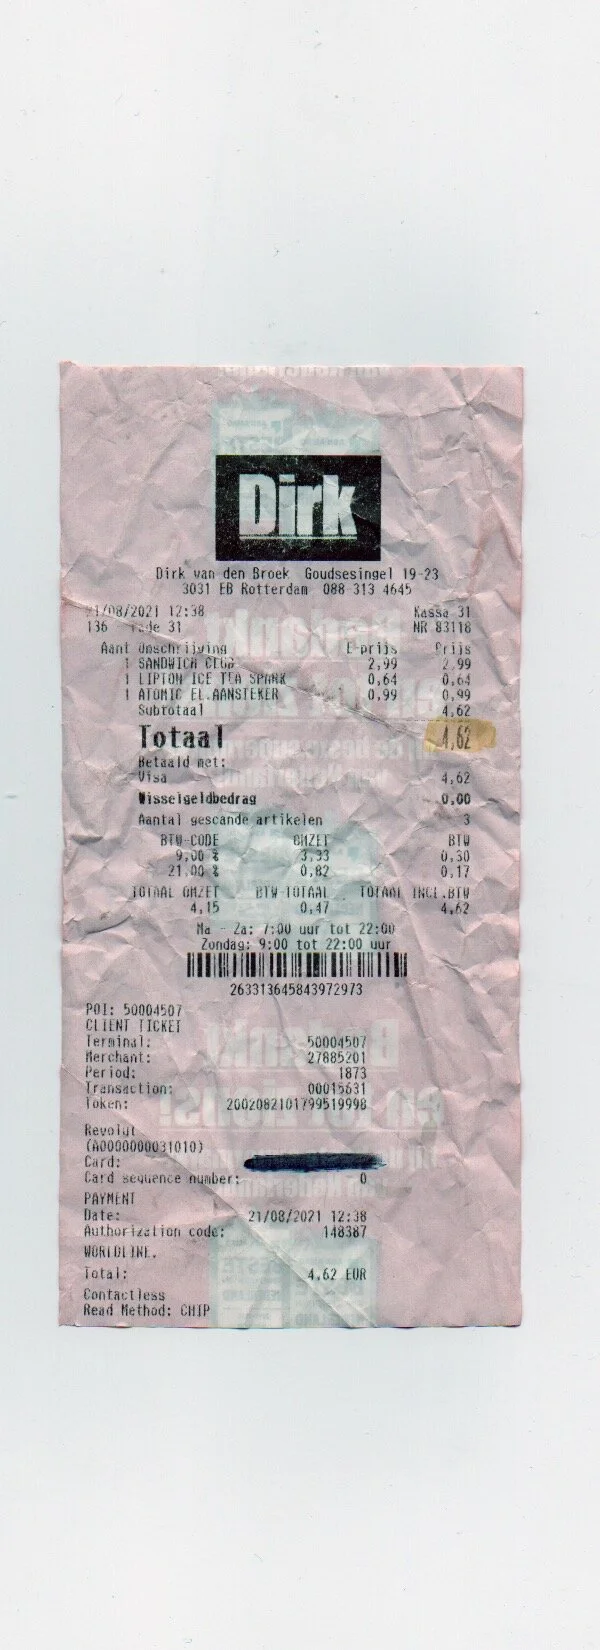 Dirk
Dirk van den Broek Goudsesingel 19-23
3031 EB Rotterdam 088 313 4645
21/08/2021 12:38 Kassa 31
136 31 NR 83118
Aant Omschrijving E-prijs Prijs
1 SANDWICH CLUB 2,99 2,99
1 LIPTON ICE TEA SPARK 0,64 0,64
1 ATOMIC EL.AANSTEKER 0,99 0,99
Subtotaal 4,62
Totaal 4,62
Betaald met:
Visa 4,62
Wisselgeldbedrag 0,00
Aantal gescande artikelen 3
BTW-CODE OMZET BTW
9,00 % 3,33 0,30
21,00 % 0,82 0,17
TOTAAL OMZET BTW-TOTAAL TOTAAL INCL.BTW
4,15 0,47 4,62
Ma - Za: 7:00 uur tot 22:00
Zondag: 9:00 tot 22:00 uur
263313645843972973
POI: 50004507
CLIENT TICKET
Terminal: 50004507
Merchant: 27885201
Period: 1873
Transaction: 00015631
Token: 2002082101799519998
Revolut
(A0000000031010)
Card:
Card sequence number: 0
PAYMENT
Date: 21/08/2021 12:38
Authorization code: 148387
WORLDLINE.
Total: 4.62 EUR
Contactless
Read Method: CHIP